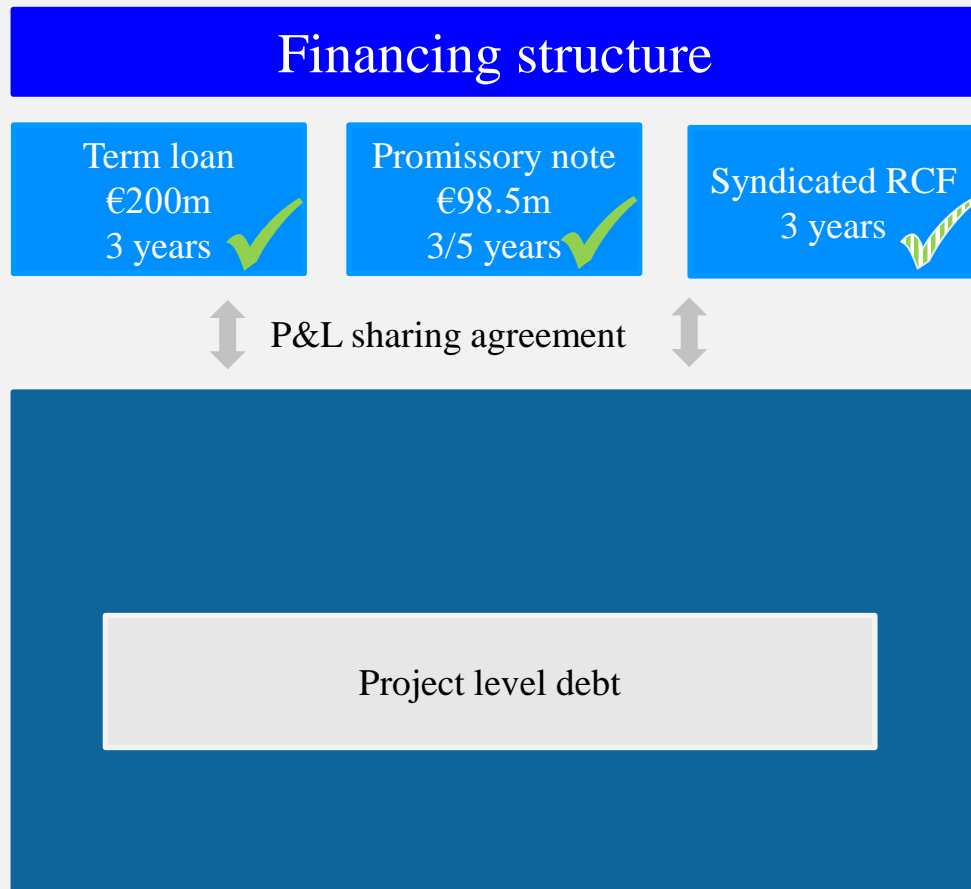 Financing structure
Term loan
€200m
3 years
Promissory note
€98.5m
3/5 years
Syndicated RCF
3 years
P&L sharing agreement
Project level debt